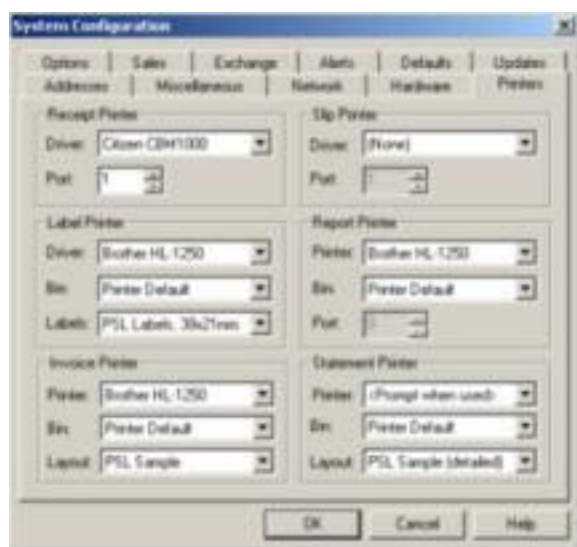 System Configuration
Options Sales Exchange Alerts Defaults Updates
Addresses Miscellaneous Network Hardware Printers
Receipt Printer
Driver: Citizen CBM1000
Port: 1
Slip Printer
Driver: (None)
Port:
Label Printer
Driver: Brother HL-1250
Bin: Printer Default
Labels: PSL Labels: 38x21mm
Report Printer
Printer: Brother HL-1250
Bin: Printer Default
Port:
Invoice Printer
Printer: Brother HL-1250
Bin: Printer Default
Layout: PSL Sample
Statement Printer
Printer: <Prompt when used>
Bin: Printer Default
Layout: PSL Sample (detailed)
OK Cancel Help